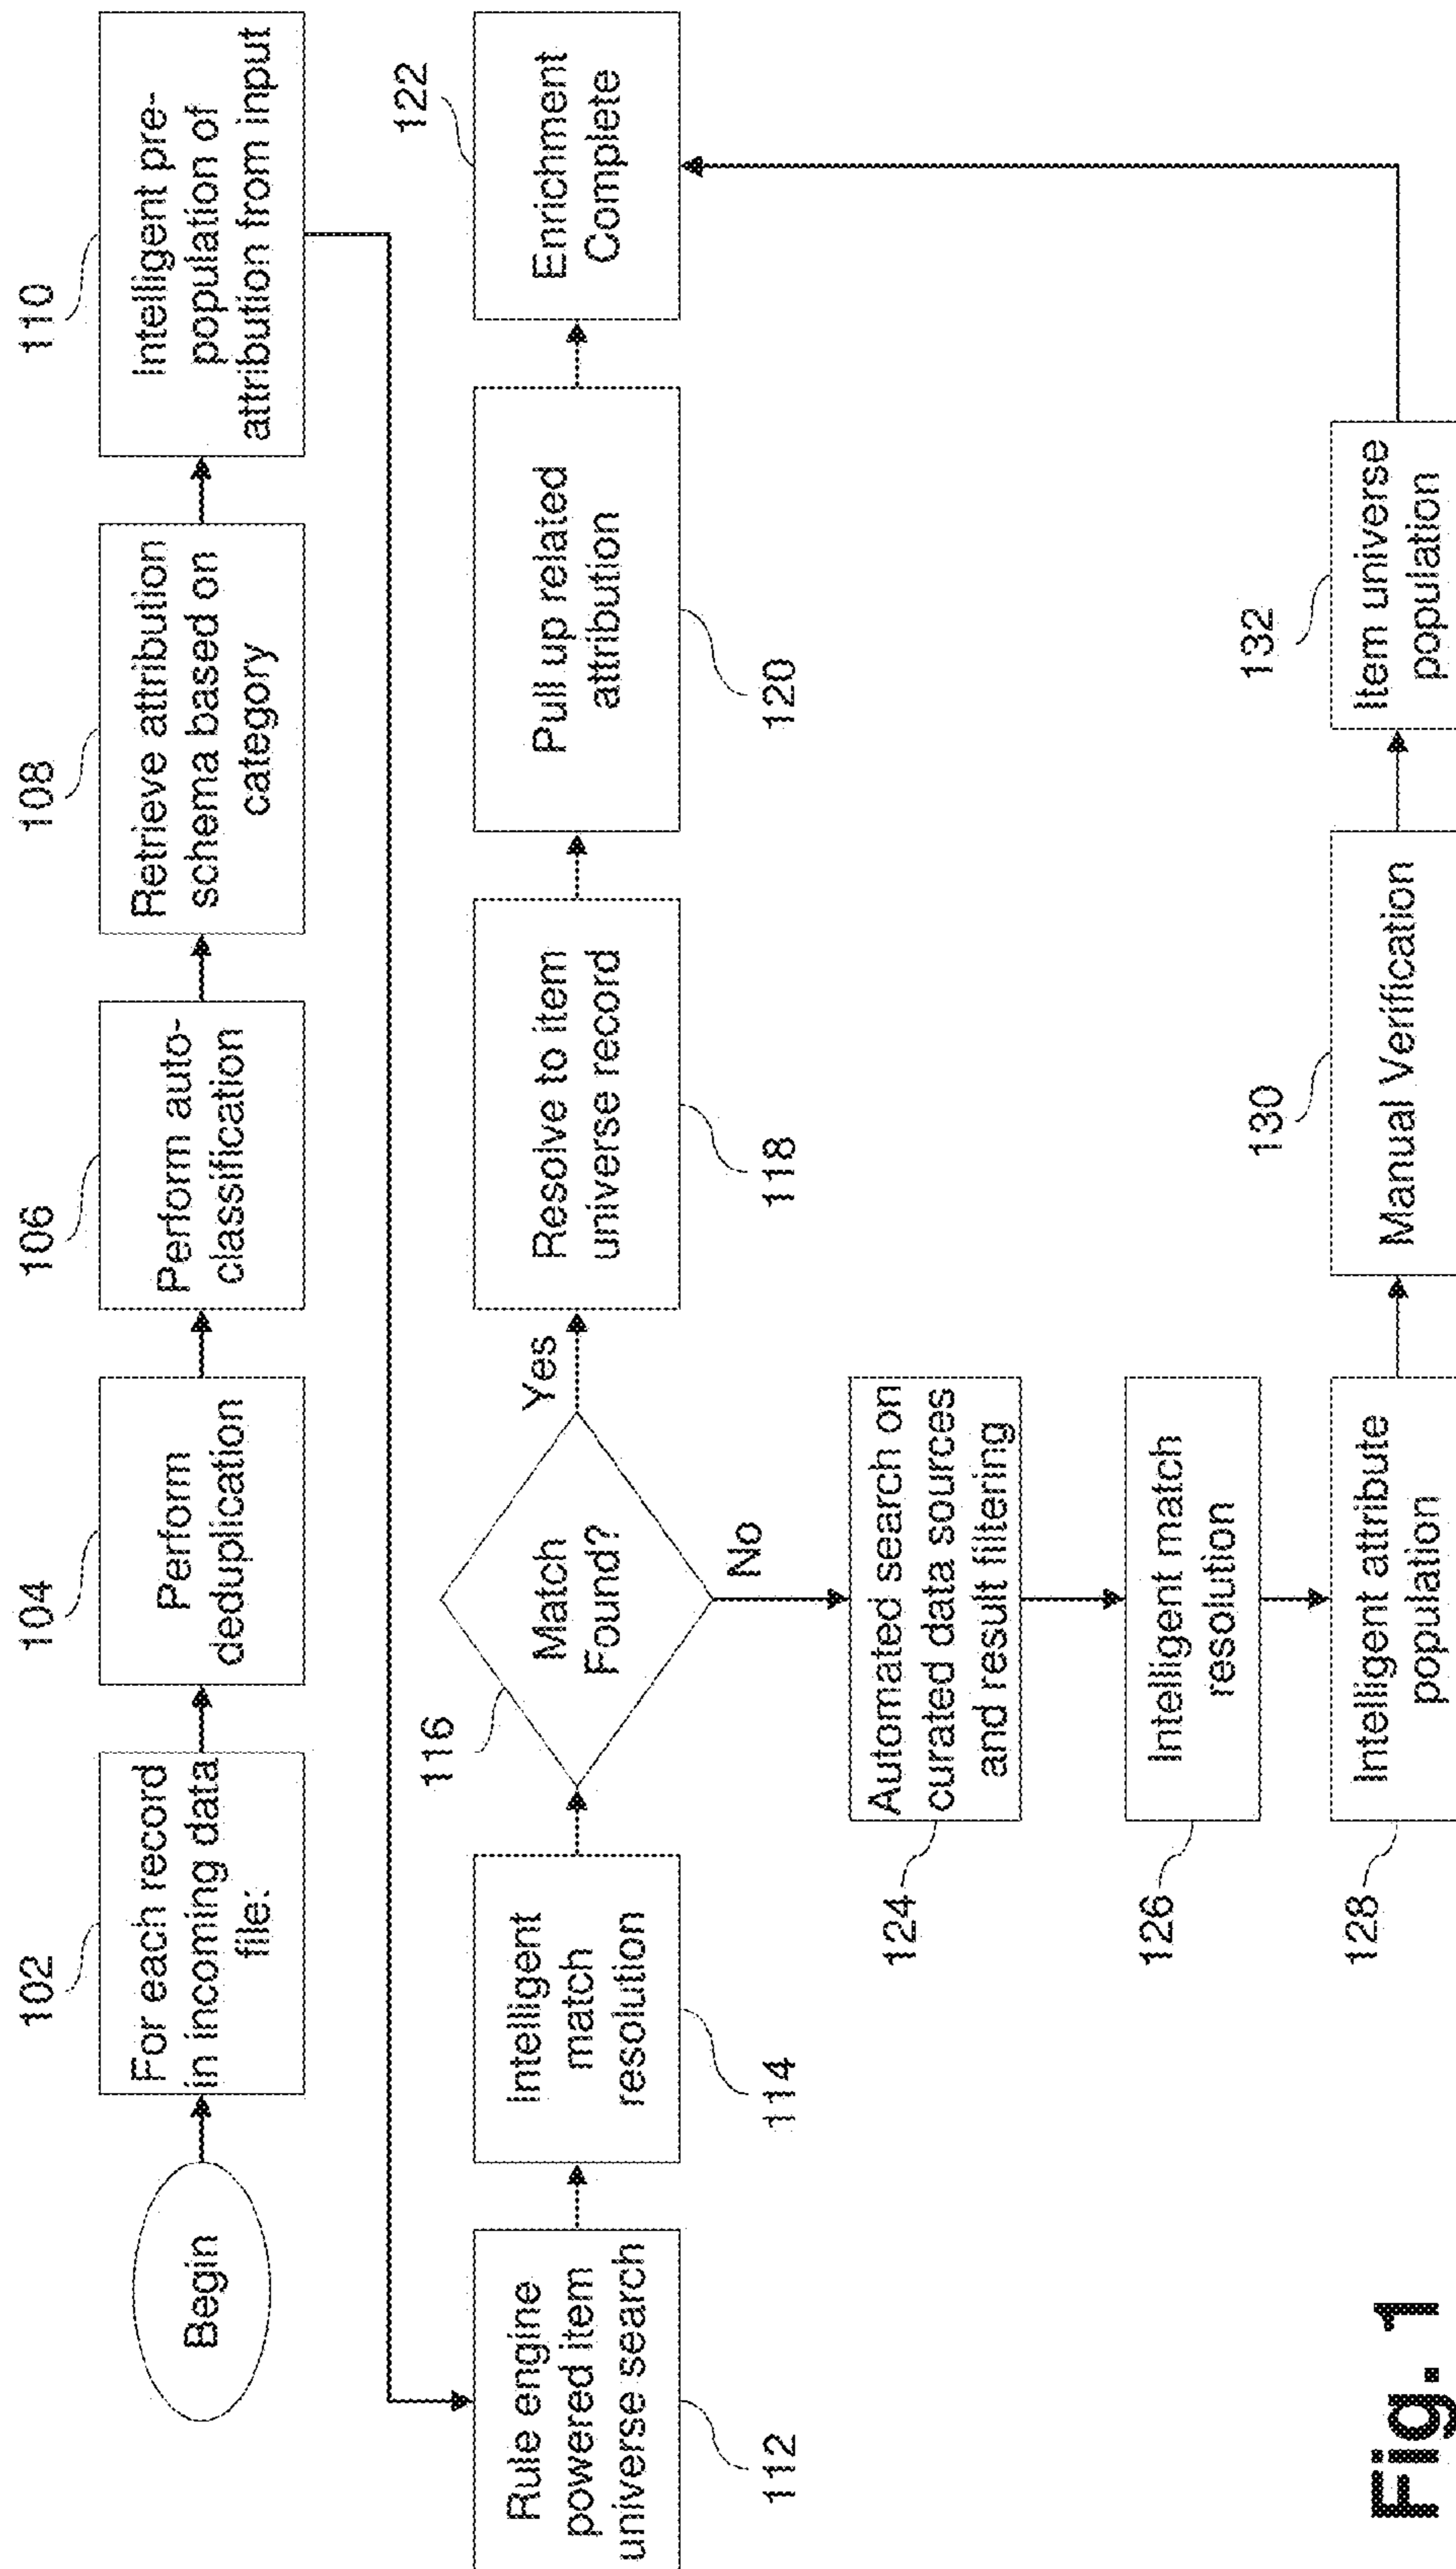 Begin
102
For each record
in incoming data
file:
104
Perform
deduplication
106
Perform auto-
classification
108
Retrieve attribution
schema based on
category
110
Intelligent pre-
population of
attribution from input
Rule engine
powered item
universe search
112
Intelligent
match
resolution
114
116
Match
Found?
Yes
No
Resolve to item
universe record
118
Pull up related
attribution
120
122
Enrichment
Complete
Automated search on
curated data sources
and result filtering
124
Intelligent match
resolution
126
Intelligent attribute
population
128
130
Manual Verification
132
Item universe
population
Fig. 1